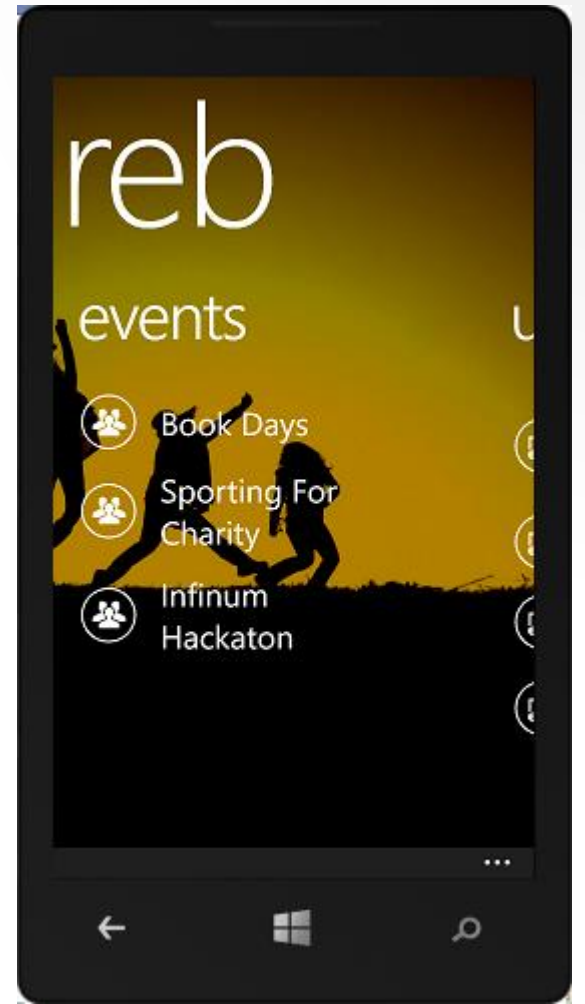 reb
events
Book Days
Sporting For
Charity
Infinum
Hackaton